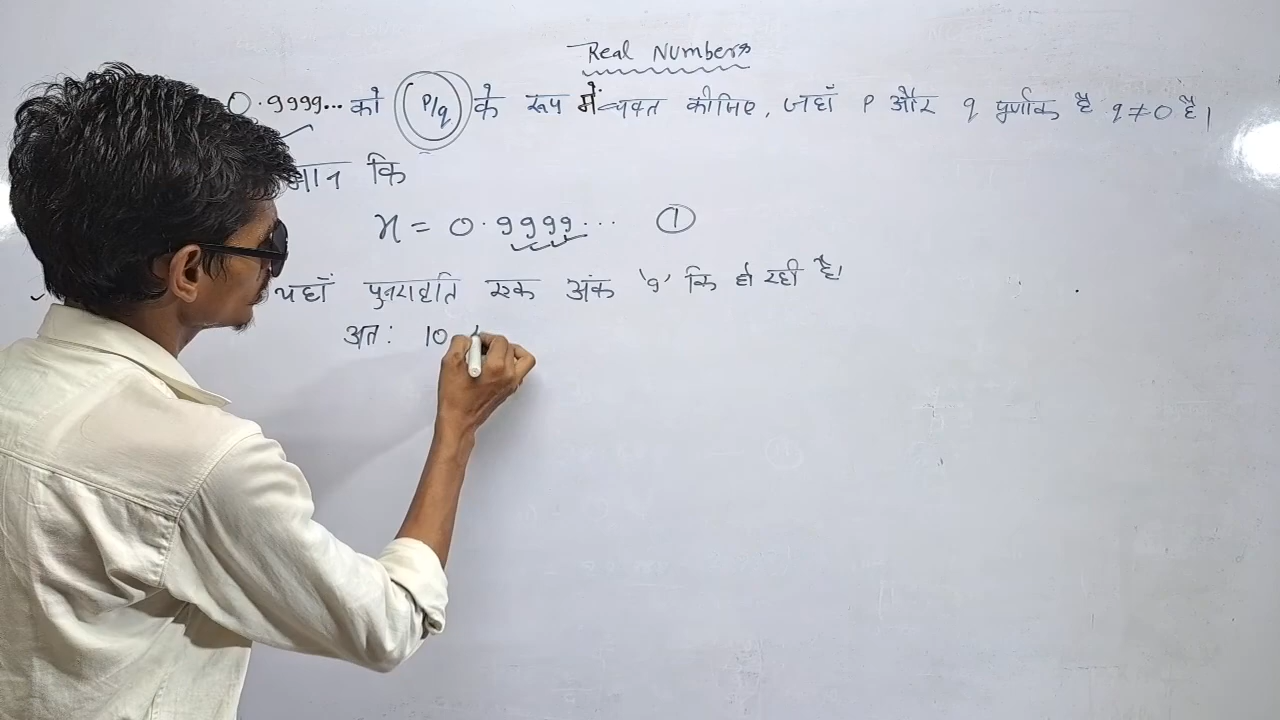 Real Numbers
0.9999... को P/q के रूप में व्यक्त कीजिए, जहाँ P और q पूर्णांक है q ≠ 0 है।
मान कि
x = 0.9999... ①
यहाँ पुनरावृति एक अंक '9' कि हो रही है।
अत: 10